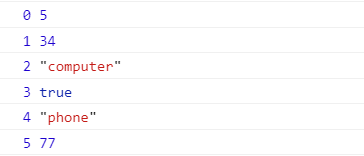 0 5
1 34
2 "computer"
3 true
4 "phone"
5 77